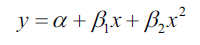 y = α + β₁x + β₂x²